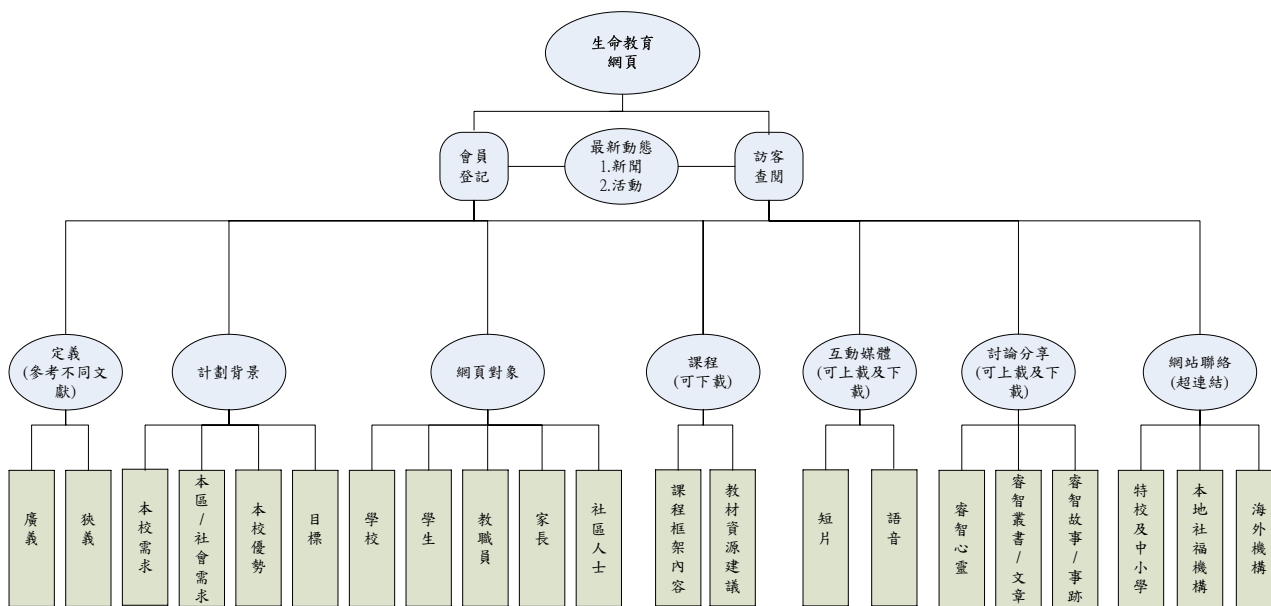 生命教育
網頁
會員
登記
最新動態
1.新聞
2.活動
訪客
查閱
定義
(參考不同文
獻)
計劃背景
網頁對象
課程
(可下載)
互動媒體
(可上載及下
載)
討論分享
(可上載及下
載)
網站聯絡
(超連結)
廣義
狹義
本校需求
本區/社會需求
本校優勢
目標
學校
學生
教職員
家長
社區人士
課程框架內容
教材資源建議
短片
語音
睿智心靈
睿智叢書/文章
睿智故事/事跡
特校及中小學
本地社福機構
海外機構